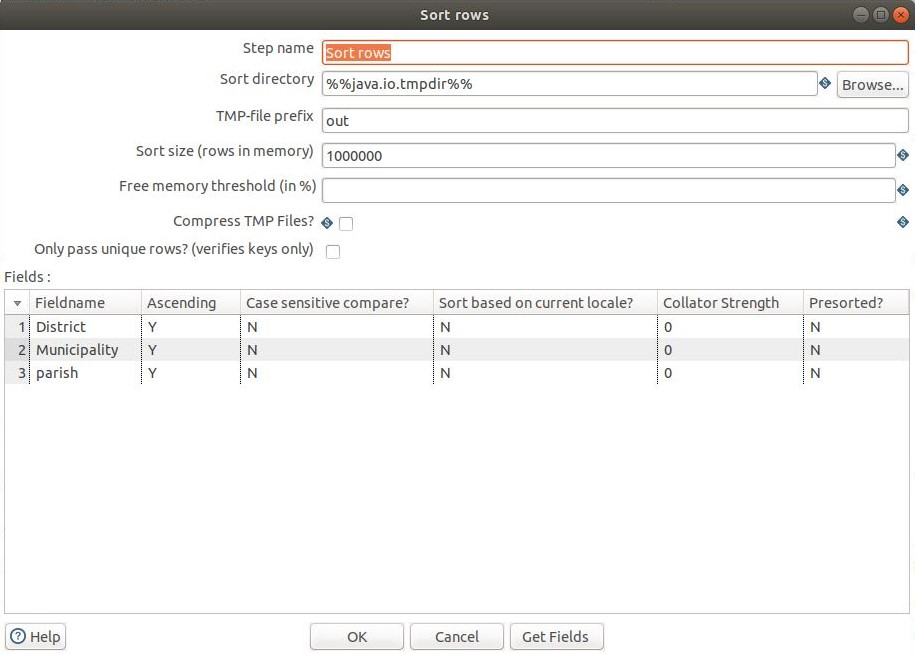 Sort rows
Step name Sort rows
Sort directory %%java.io.tmpdir%% Browse...
TMP-file prefix out
Sort size (rows in memory) 1000000
Free memory threshold (in %)
Compress TMP Files?
Only pass unique rows? (verifies keys only)
Fields :
Fieldname Ascending Case sensitive compare? Sort based on current locale? Collator Strength Presorted?
1 District Y N N 0 N
2 Municipality Y N N 0 N
3 parish Y N N 0 N
Help OK Cancel Get Fields